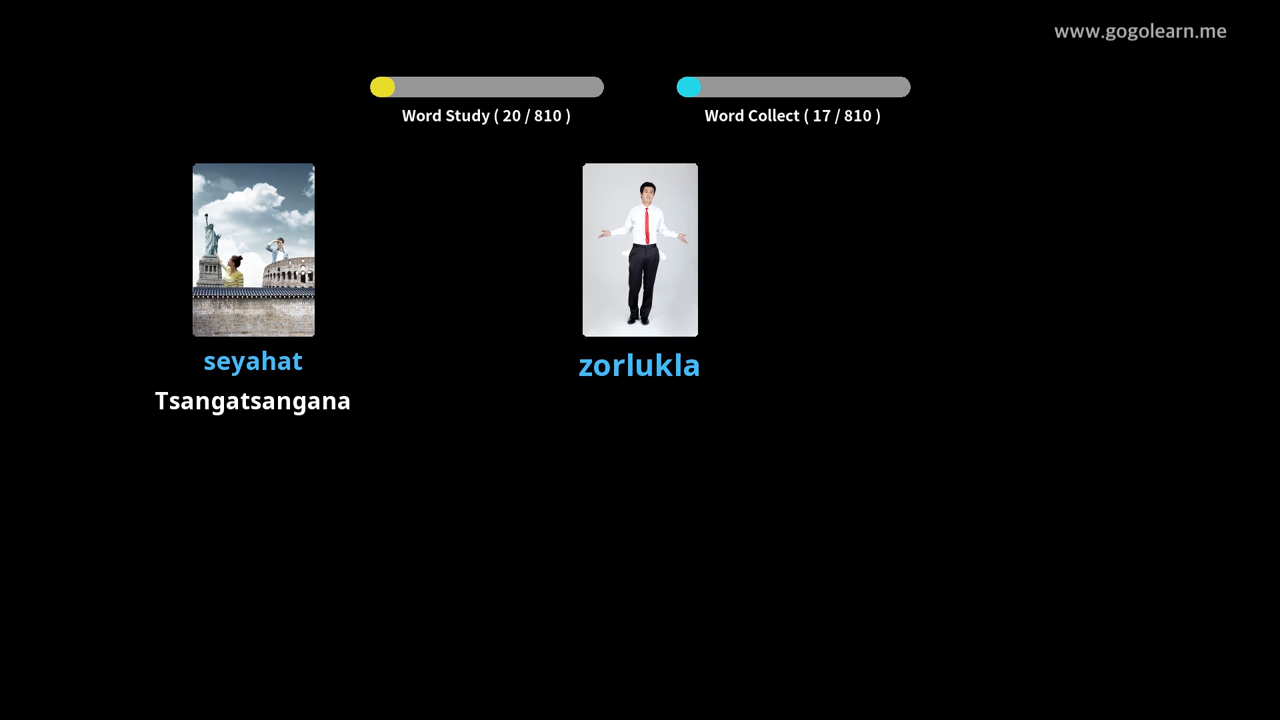 www.gogolearn.me
Word Study ( 20 / 810 )
Word Collect ( 17 / 810 )
seyahat
Tsangatsangana
zorlukla